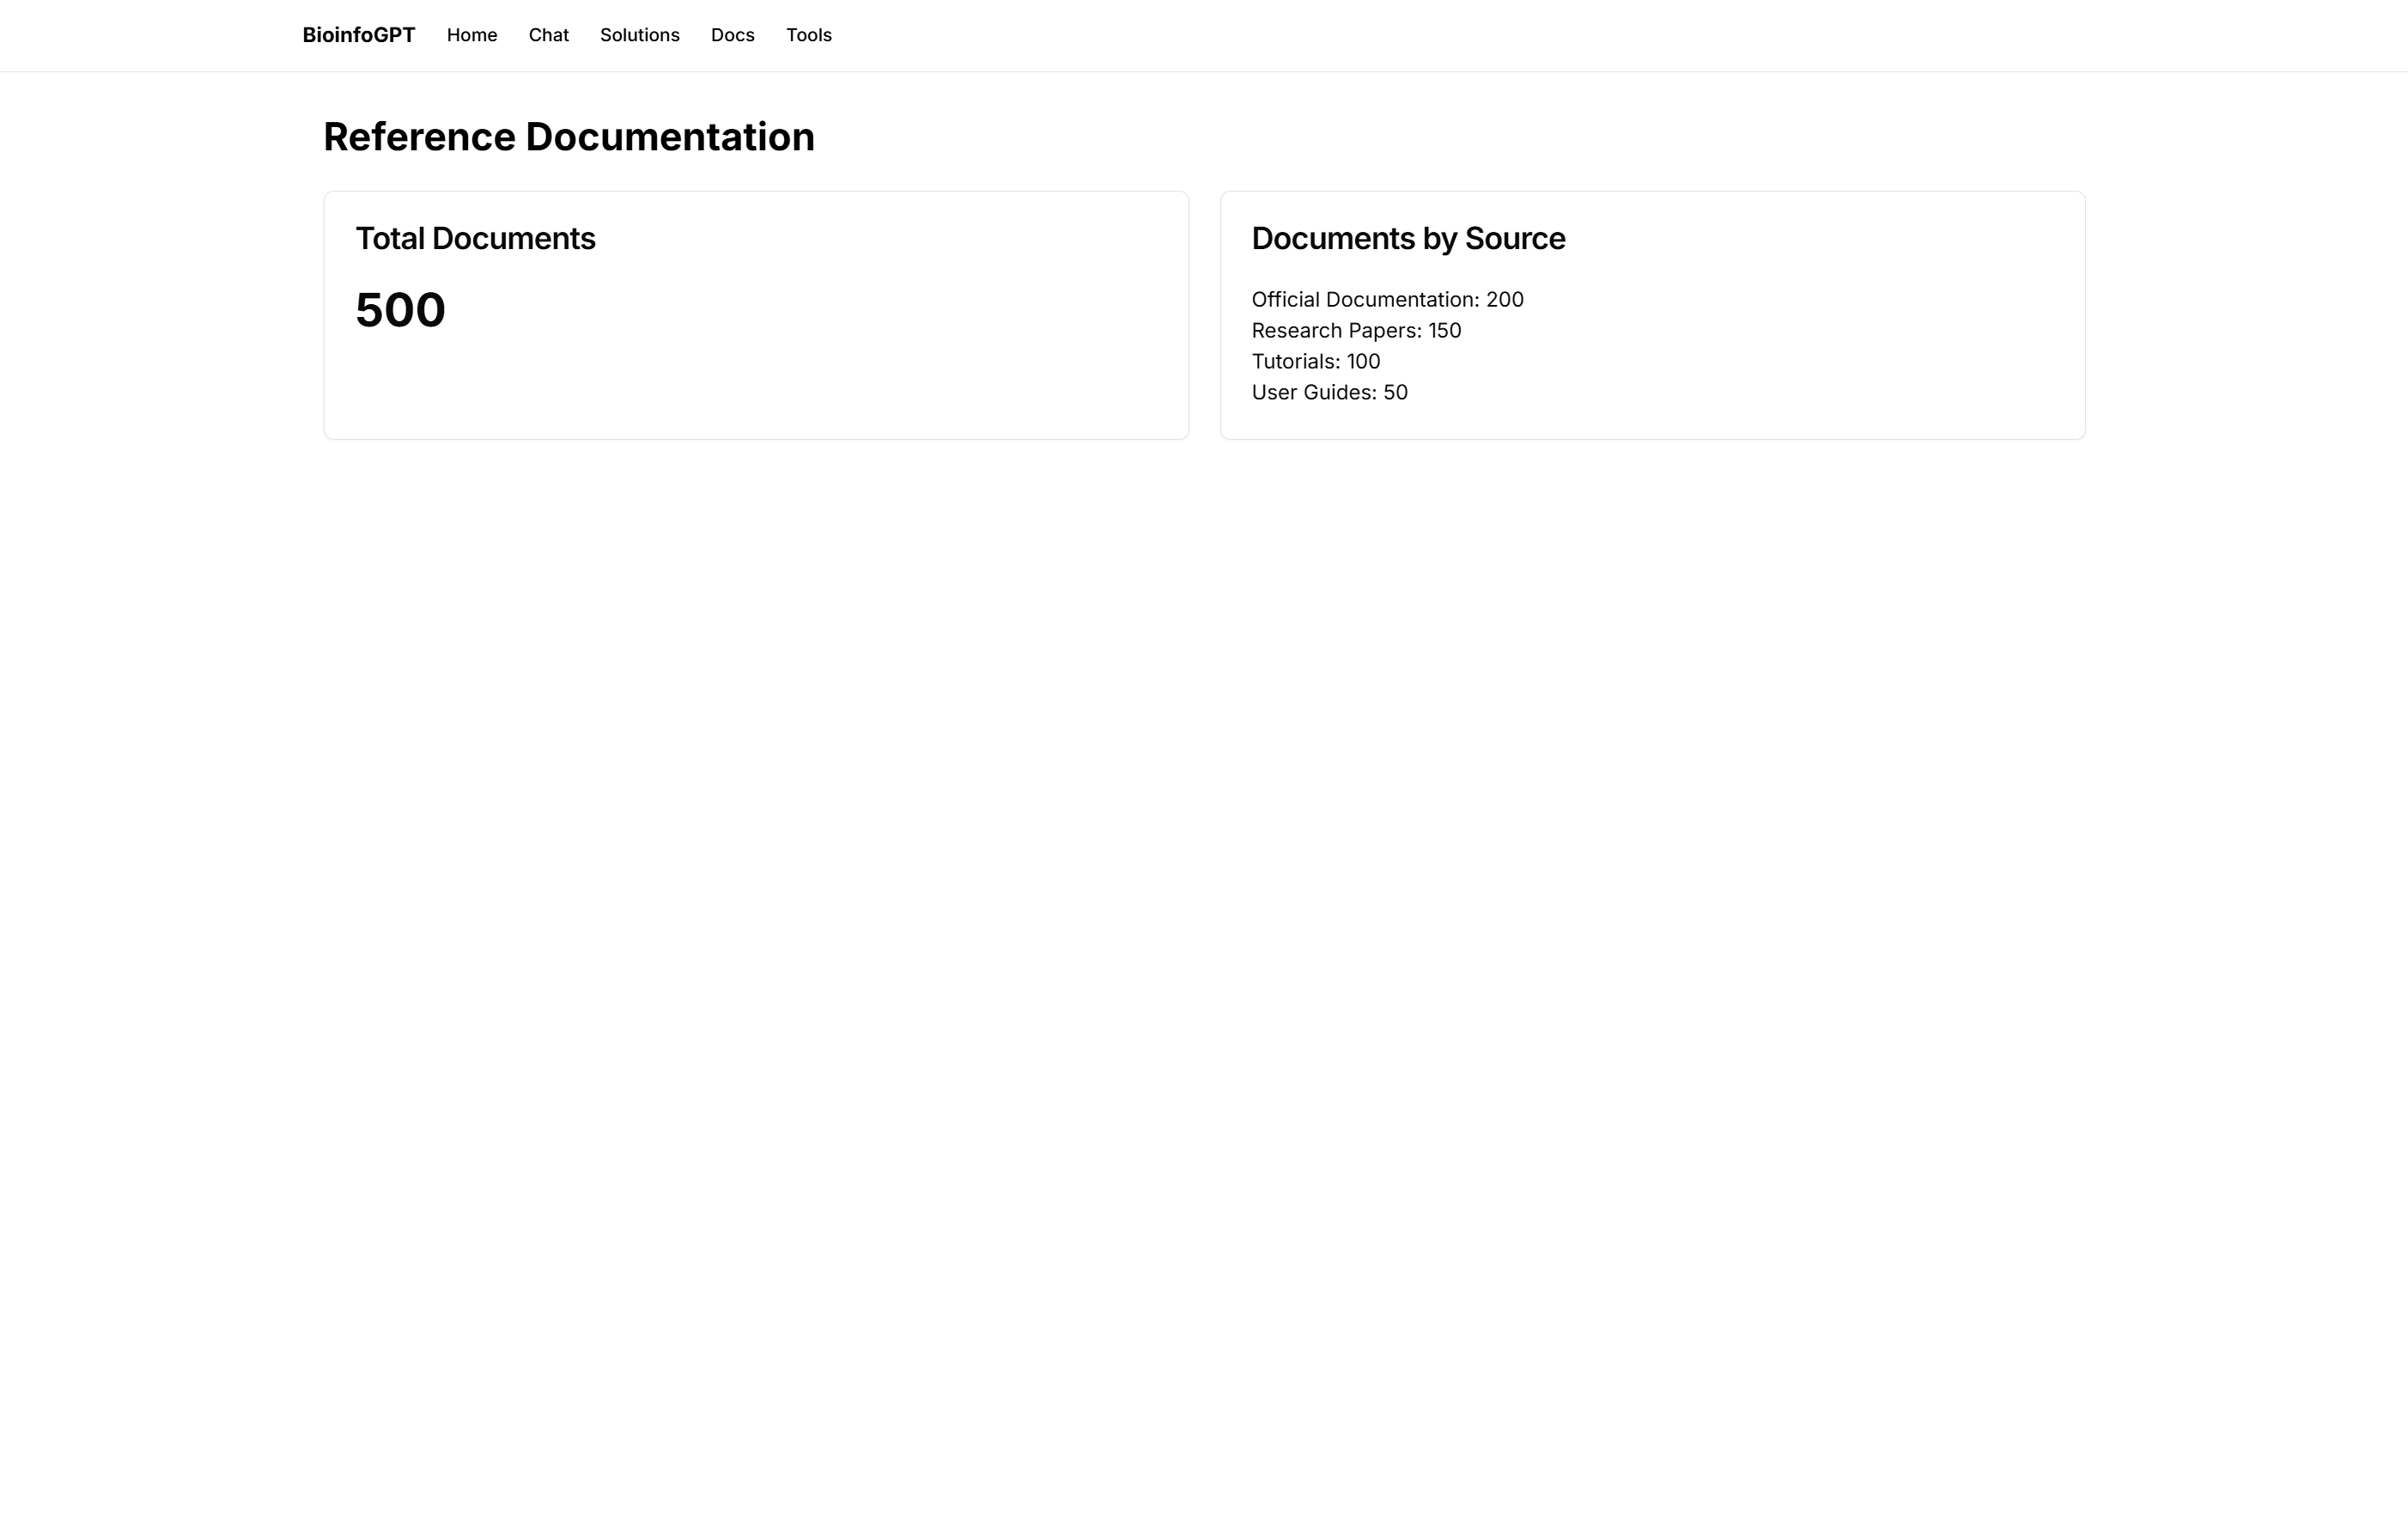 BioinfoGPT Home Chat Solutions Docs Tools
Reference Documentation
Total Documents
500
Documents by Source
Official Documentation: 200
Research Papers: 150
Tutorials: 100
User Guides: 50